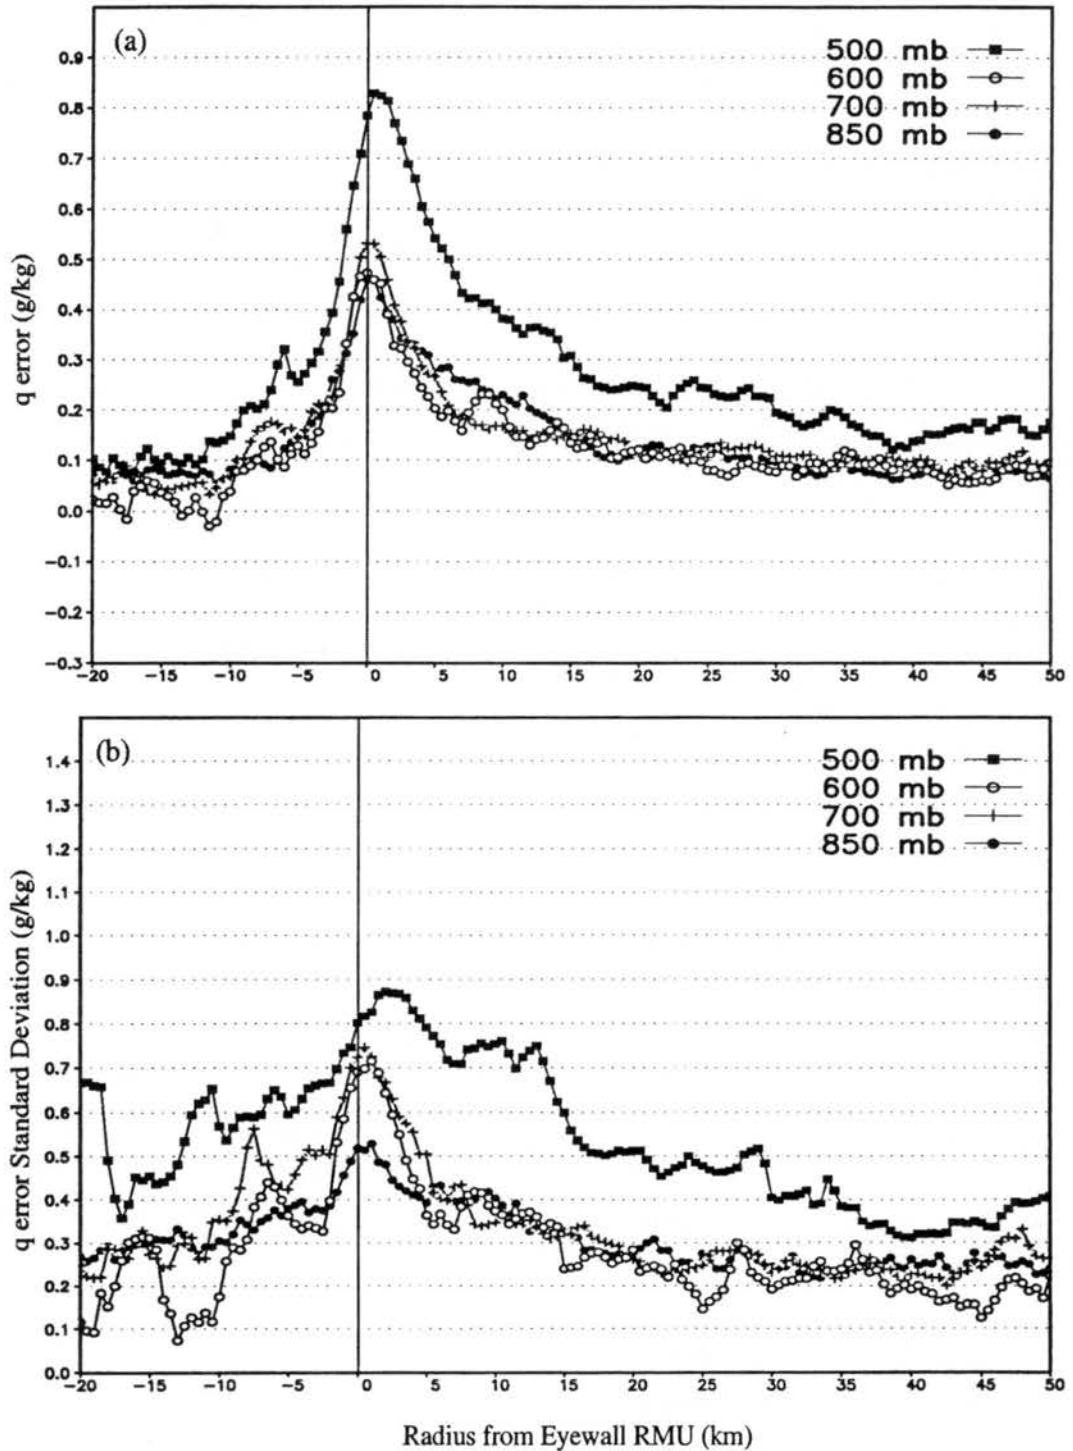 (a)
500 mb
600 mb
700 mb
850 mb
q error (g/kg)
0.9
0.8
0.7
0.6
0.5
0.4
0.3
0.2
0.1
0.0
−0.1
−0.2
−0.3
−20 −15 −10 −5 0 5 10 15 20 25 30 35 40 45 50
(b)
500 mb
600 mb
700 mb
850 mb
q error Standard Deviation (g/kg)
1.4
1.3
1.2
1.1
1.0
0.9
0.8
0.7
0.6
0.5
0.4
0.3
0.2
0.1
0.0
−20 −15 −10 −5 0 5 10 15 20 25 30 35 40 45 50
Radius from Eyewall RMU (km)